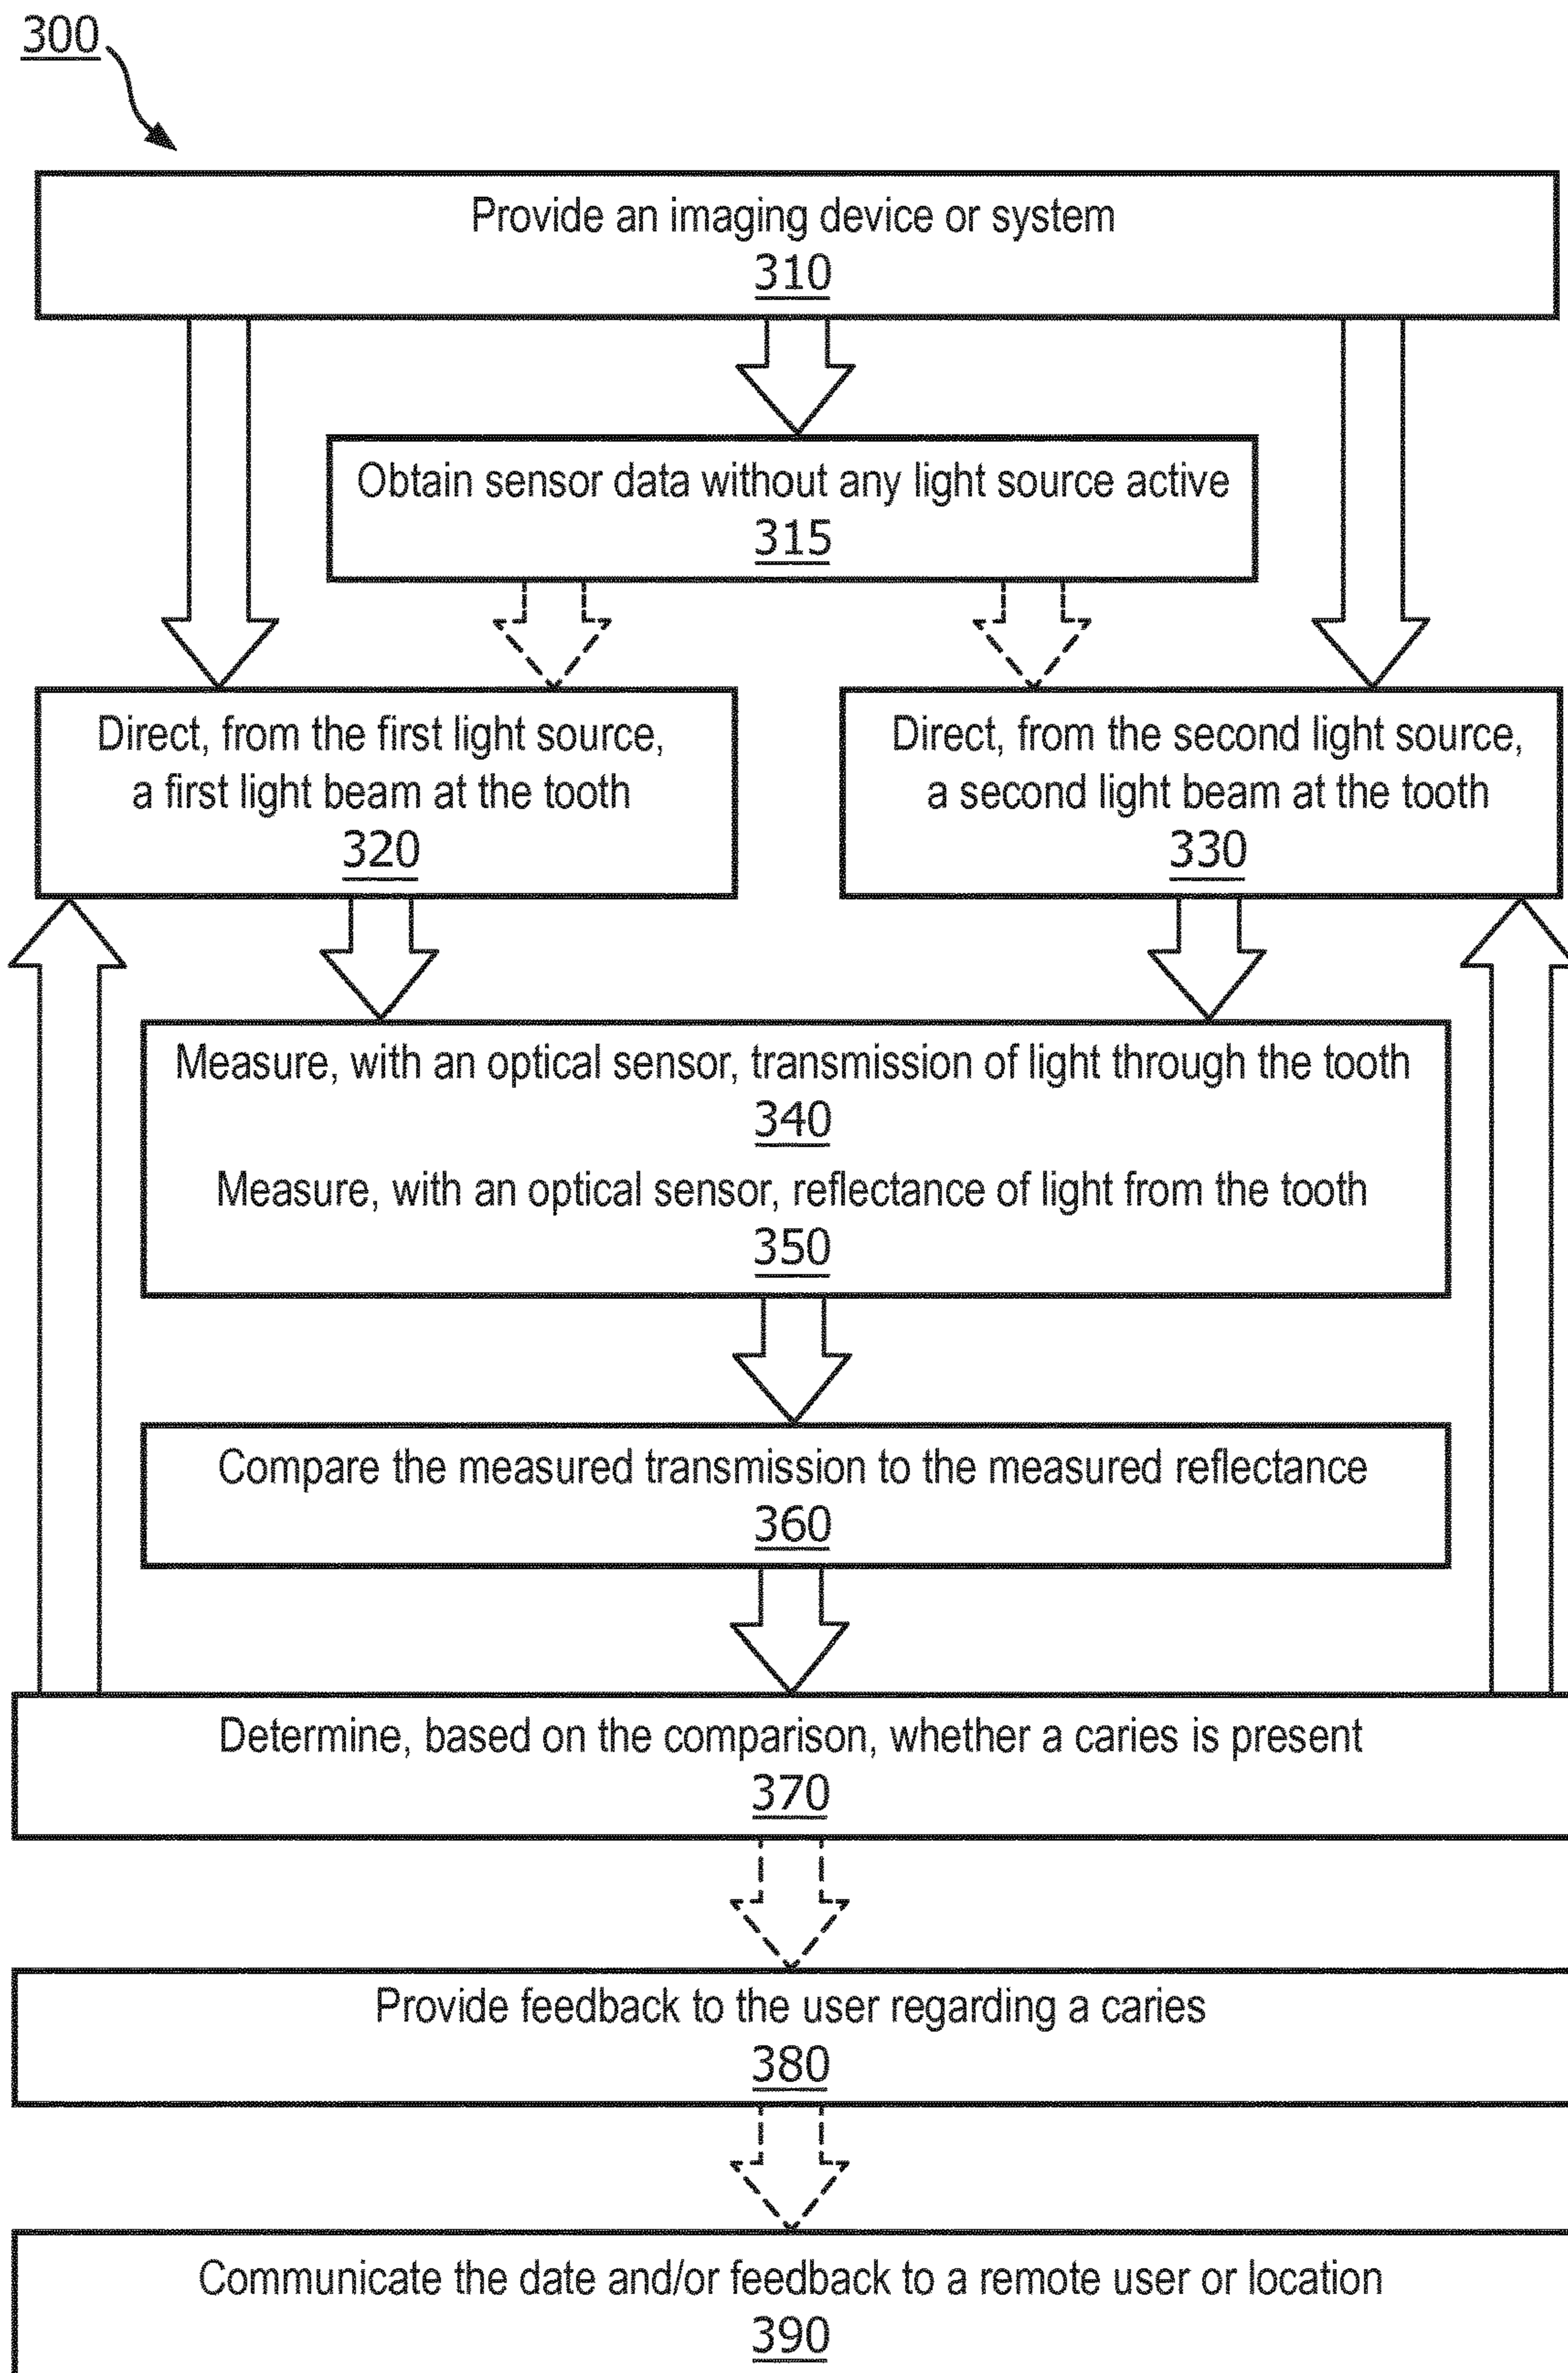 300
Provide an imaging device or system
310
Obtain sensor data without any light source active
315
Direct, from the first light source,
a first light beam at the tooth
320
Direct, from the second light source,
a second light beam at the tooth
330
Measure, with an optical sensor, transmission of light through the tooth
340
Measure, with an optical sensor, reflectance of light from the tooth
350
Compare the measured transmission to the measured reflectance
360
Determine, based on the comparison, whether a caries is present
370
Provide feedback to the user regarding a caries
380
Communicate the date and/or feedback to a remote user or location
390